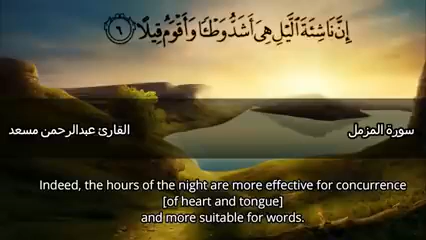 إِنَّ نَاشِئَةَ ٱلَّيْلِ هِىَ أَشَدُّ وَطْـًٔا وَأَقْوَمُ قِيلًا ٦
القارئ عبدالرحمن مسعد
سورة المزمل
Indeed, the hours of the night are more effective for concurrence
[of heart and tongue]
and more suitable for words.